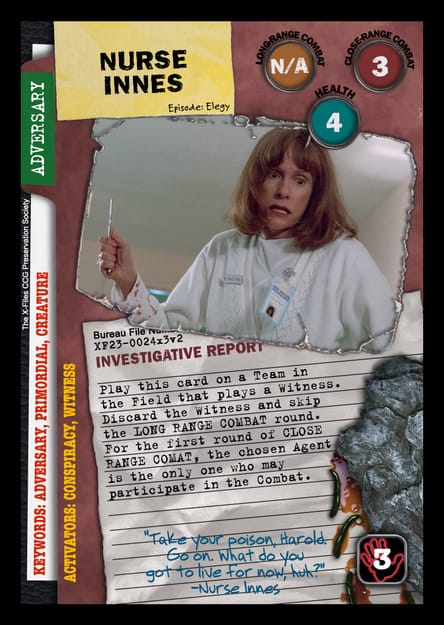 NURSE
INNES
Episode: Elegy
LONG-RANGE COMBAT
N/A
CLOSE-RANGE COMBAT
3
HEALTH
4
ADVERSARY
The X-Files CCG Preservation Society
KEYWORDS: ADVERSARY, PRIMORDIAL, CREATURE
ACTIVATORS: CONSPIRACY, WITNESS
Bureau File
XF23-0024x3v2
INVESTIGATIVE REPORT
Play this card on a Team in
the Field that plays a Witness.
Discard the Witness and skip
the LONG RANGE COMBAT round.
For the first round of CLOSE
RANGE COMAT, the chosen Agent
is the only one who may
participate in the Combat.
"Take your poison, Harold.
Go on. What do you
got to live for now, huh?"
-Nurse Innes
3